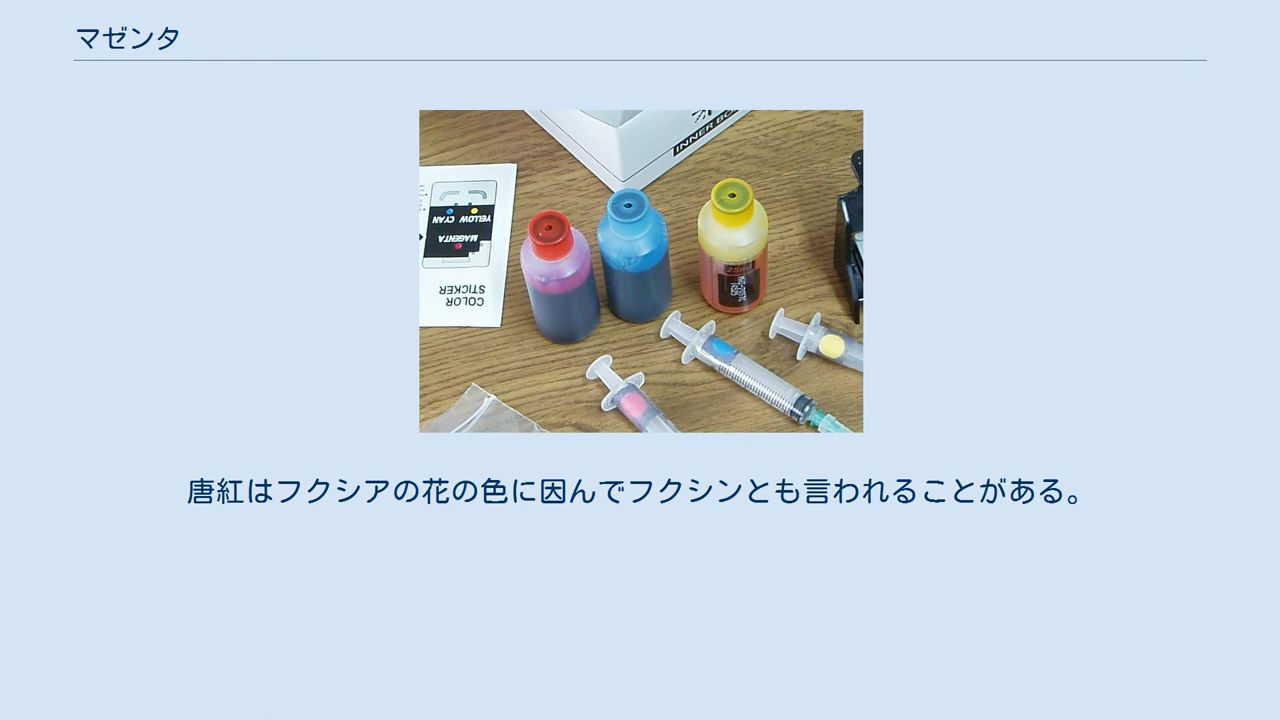 マゼンタ
INNER BO
YELLOW CYAN
MAGENTA
COLOR
STICKER
唐紅はフクシアの花の色に因んでフクシンとも言われることがある。